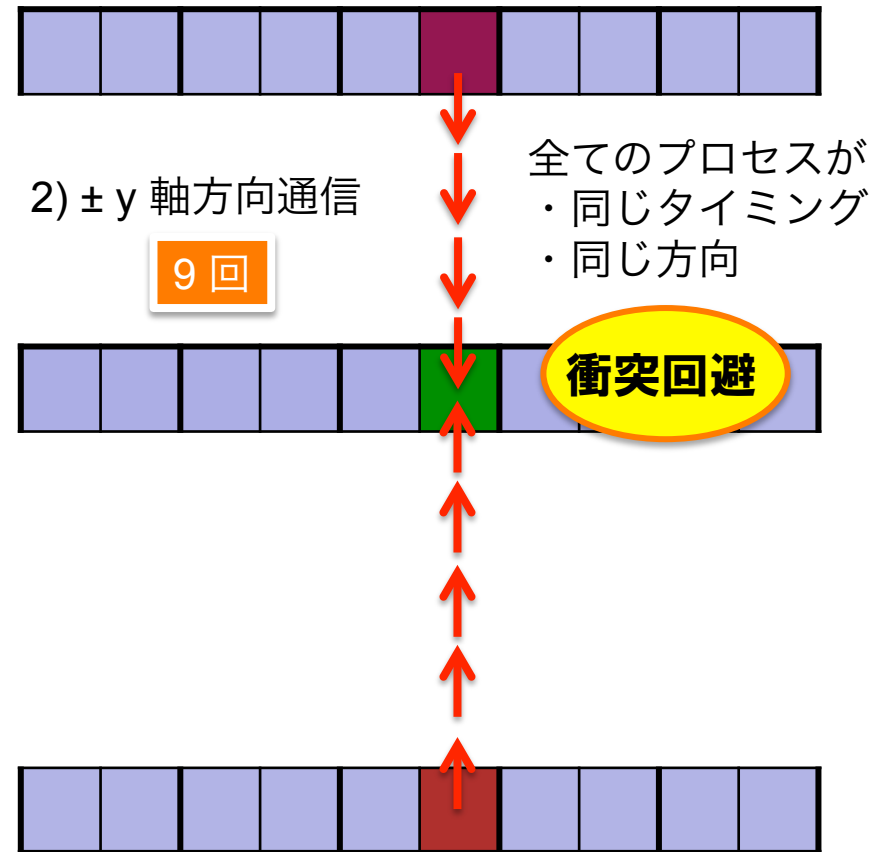 2) ± y 軸方向通信
9 回
全てのプロセスが
・同じタイミング
・同じ方向
衝突回避